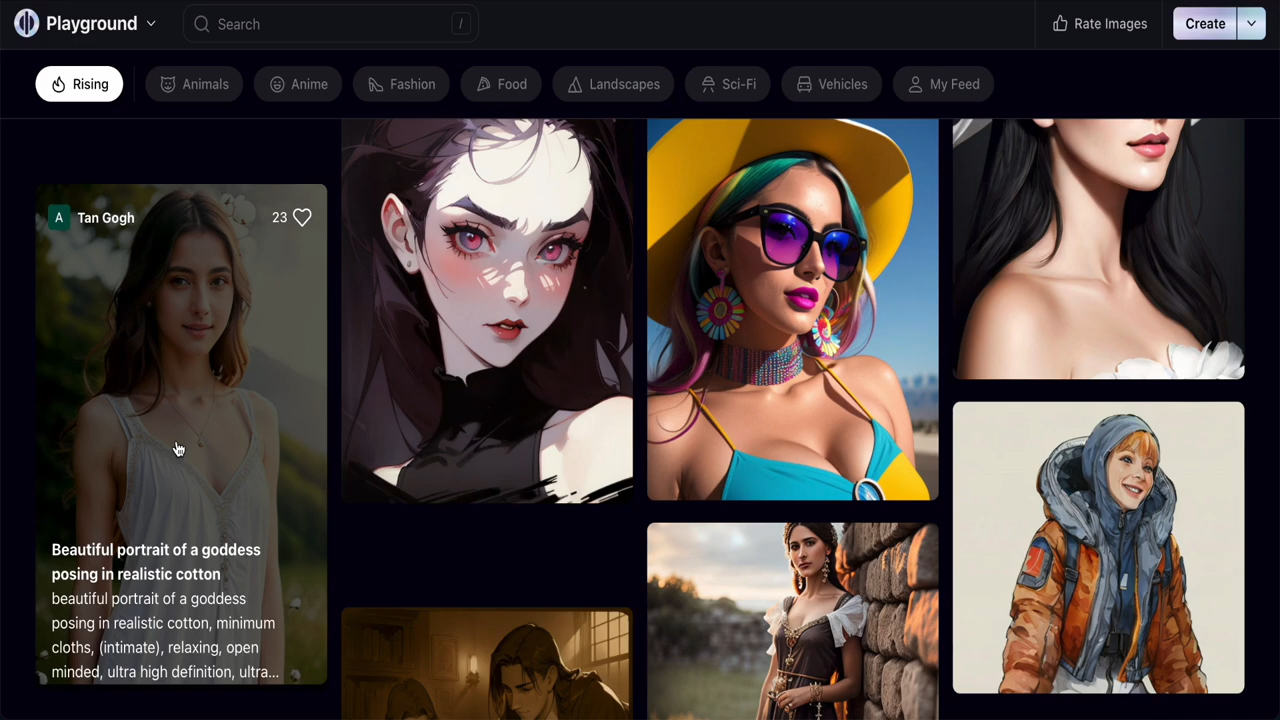 Playground
Search
/
Rate Images
Create
Rising
Animals
Anime
Fashion
Food
Landscapes
Sci-Fi
Vehicles
My Feed
A Tan Gogh
23
Beautiful portrait of a goddess
posing in realistic cotton
beautiful portrait of a goddess
posing in realistic cotton, minimum
cloths, (intimate), relaxing, open
minded, ultra high definition, ultra...